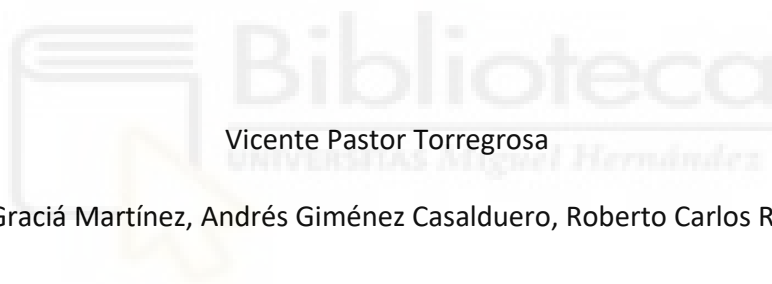 Biblioteca
Vicente Pastor Torregrosa
UNIVERSITAS Miguel Hernández
Graciá Martínez, Andrés Giménez Casalduero, Roberto Carlos R